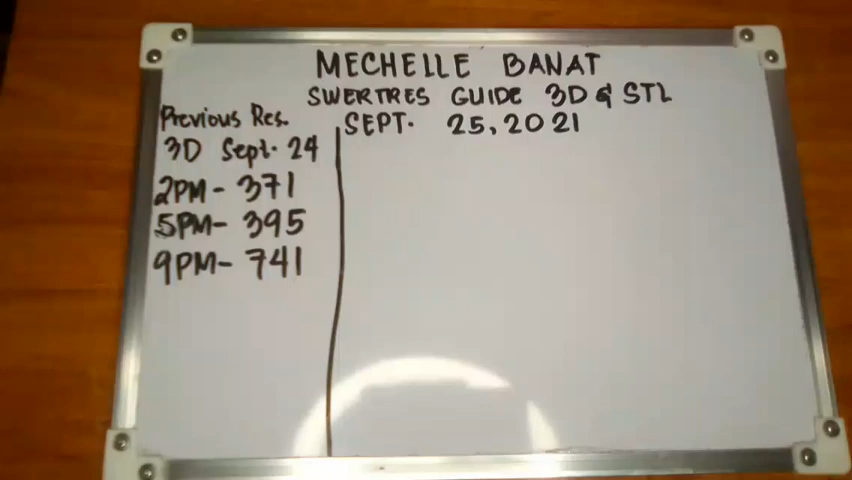 MECHELLE BANAT
SWERTRES GUIDE 3D & STL
SEPT. 25, 2021
Previous Res.
3D Sept. 24
2PM - 371
5PM - 395
9PM - 741